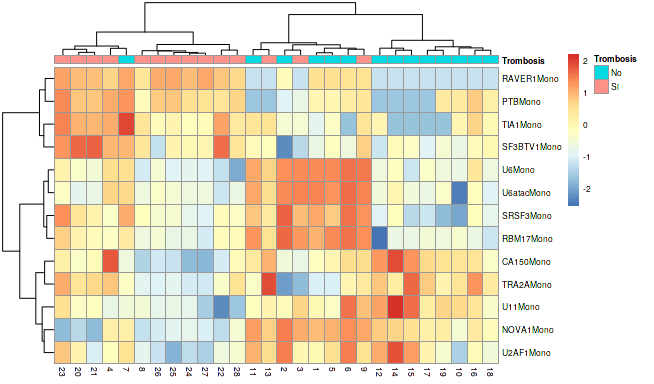 Trombosis
RAVER1Mono
PTBMono
TIA1Mono
SF3BTV1Mono
U6Mono
U6atacMono
SRSF3Mono
RBM17Mono
CA150Mono
TRA2AMono
U11Mono
NOVA1Mono
U2AF1Mono
23 20 21 4 7 8 26 25 24 27 22 28 11 13 2 3 1 5 6 9 12 14 15 17 19 10 16 18
2
1
0
-1
-2
Trombosis
No
SI